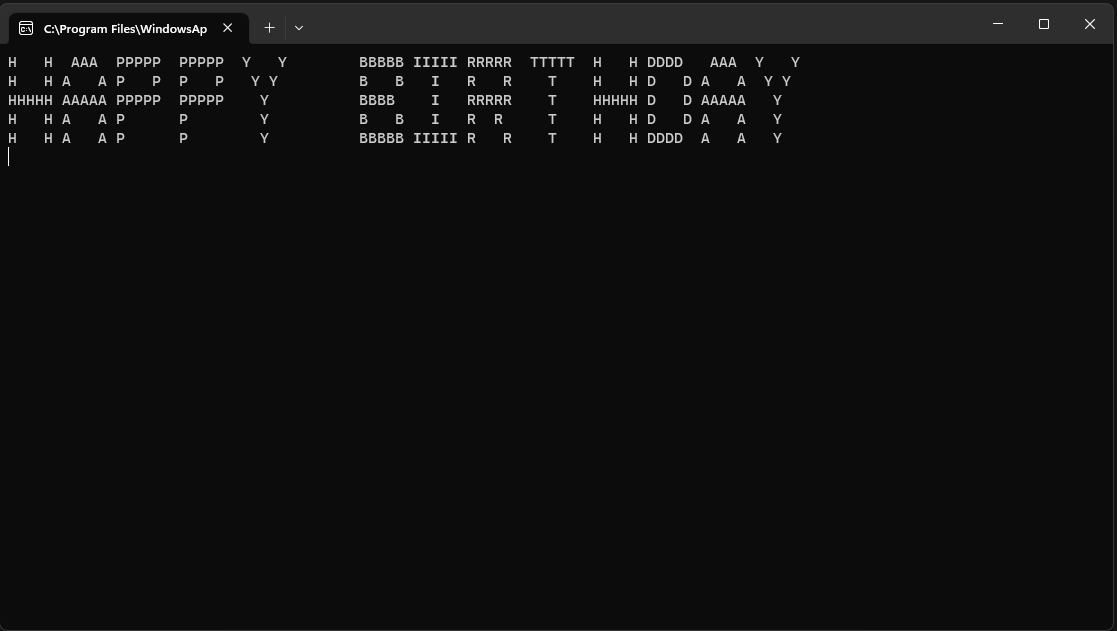 C:\Program Files\WindowsAp
H   H  AAA  PPPPP  PPPPP  Y   Y        BBBBB IIIII RRRRR  TTTTT  H   H DDDD   AAA  Y   Y
H   H A   A P   P  P   P   Y Y         B   B   I   R   R    T    H   H D   D A   A  Y Y
HHHHH AAAAA PPPPP  PPPPP    Y          BBBB    I   RRRRR    T    HHHHH D   D AAAAA   Y
H   H A   A P      P        Y          B   B   I   R  R     T    H   H D   D A   A   Y
H   H A   A P      P        Y          BBBBB IIIII R   R    T    H   H DDDD  A   A   Y